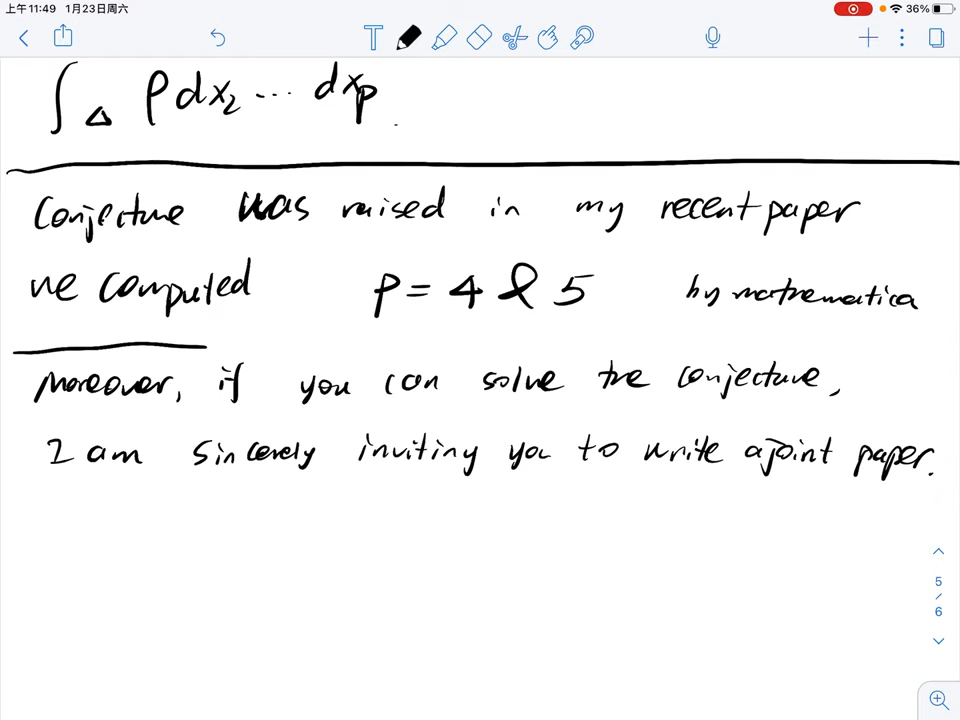 上午11:49 1月23日周六 36%
∫_Δ ρ dx₂ ... dxₚ.
Conjecture was raised in my recent paper
we computed p = 4 & 5 by mathematica
Moreover, if you can solve the conjecture,
I am sincerely inviting you to write a joint paper.
5
/
6